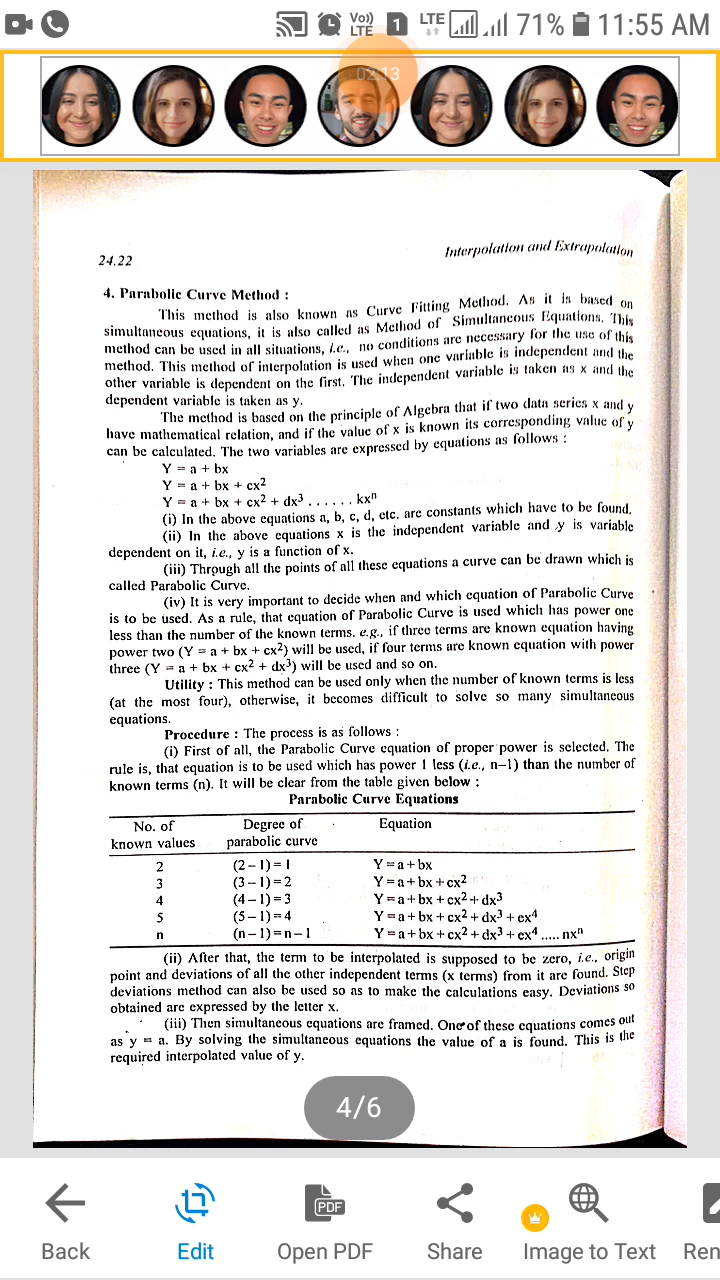 Vo))
LTE
1
LTE
71%
11:55 AM
02:13
24.22
Interpolation and Extrapolation
4. Parabolic Curve Method :
This method is also known as Curve Fitting Method. As it is based on
simultaneous equations, it is also called as Method of Simultaneous Equations. This
method can be used in all situations, i.e., no conditions are necessary for the use of this
method. This method of interpolation is used when one variable is independent and the
other variable is dependent on the first. The independent variable is taken as x and the
dependent variable is taken as y.
The method is based on the principle of Algebra that if two data series x and y
have mathematical relation, and if the value of x is known its corresponding value of y
can be calculated. The two variables are expressed by equations as follows :
Y = a + bx
Y = a + bx + cx²
Y = a + bx + cx² + dx³ . . . . . . kxⁿ
(i) In the above equations a, b, c, d, etc. are constants which have to be found.
(ii) In the above equations x is the independent variable and y is variable
dependent on it, i.e., y is a function of x.
(iii) Through all the points of all these equations a curve can be drawn which is
called Parabolic Curve.
(iv) It is very important to decide when and which equation of Parabolic Curve
is to be used. As a rule, that equation of Parabolic Curve is used which has power one
less than the number of the known terms. e.g., if three terms are known equation having
power two (Y = a + bx + cx²) will be used, if four terms are known equation with power
three (Y = a + bx + cx² + dx³) will be used and so on.
Utility : This method can be used only when the number of known terms is less
(at the most four), otherwise, it becomes difficult to solve so many simultaneous
equations.
Procedure : The process is as follows :
(i) First of all, the Parabolic Curve equation of proper power is selected. The
rule is, that equation is to be used which has power 1 less (i.e., n–1) than the number of
known terms (n). It will be clear from the table given below :
Parabolic Curve Equations
No. of Degree of Equation
known values parabolic curve
2 (2 – 1) = 1 Y = a + bx
3 (3 – 1) = 2 Y = a + bx + cx²
4 (4 – 1) = 3 Y = a + bx + cx² + dx³
5 (5 – 1) = 4 Y = a + bx + cx² + dx³ + ex⁴
n (n – 1) = n – 1 Y = a + bx + cx² + dx³ + ex⁴ ..... nxⁿ
(ii) After that, the term to be interpolated is supposed to be zero, i.e., origin
point and deviations of all the other independent terms (x terms) from it are found. Step
deviations method can also be used so as to make the calculations easy. Deviations so
obtained are expressed by the letter x.
(iii) Then simultaneous equations are framed. One of these equations comes out
as y = a. By solving the simultaneous equations the value of a is found. This is the
required interpolated value of y.
4/6
PDF
Back
Edit
Open PDF
Share
Image to Text
Ren